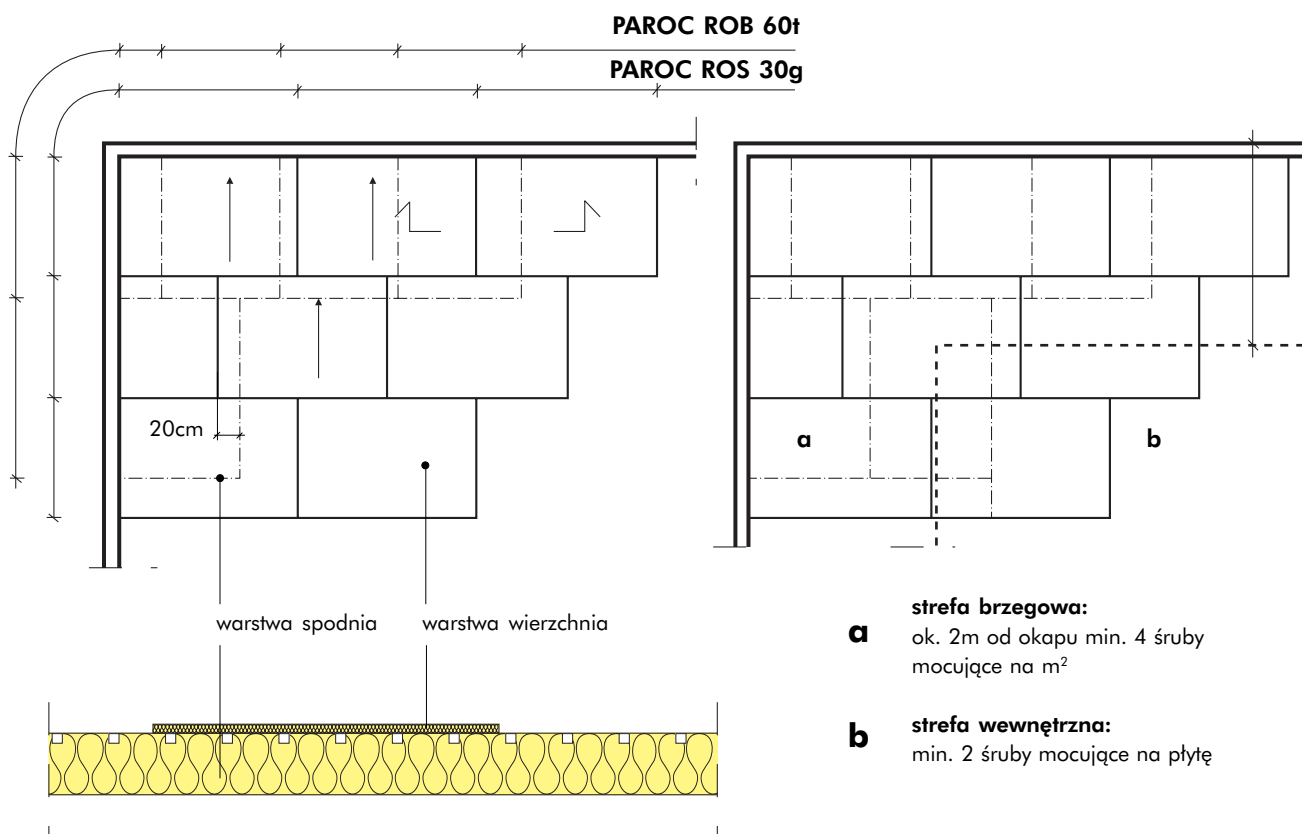 PAROC ROB 60t
PAROC ROS 30g
20cm
a
b
warstwa spodnia
warstwa wierzchnia
a
strefa brzegowa:
ok. 2m od okapu min. 4 śruby
mocujące na m²
b
strefa wewnętrzna:
min. 2 śruby mocujące na płytę